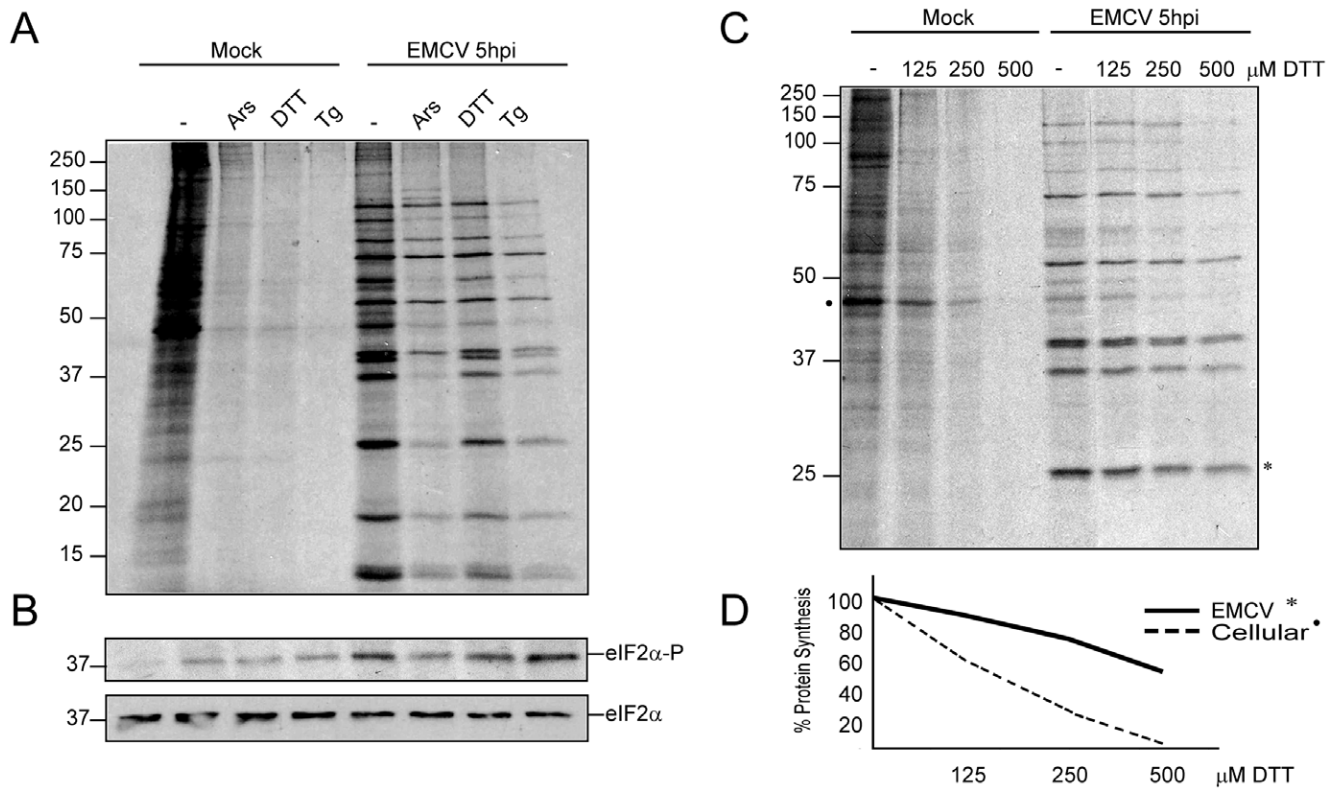 A
Mock
EMCV 5hpi
- Ars DTT Tg - Ars DTT Tg
250
150
100
75
50
37
25
20
15
B
37
eIF2α-P
37
eIF2α
C
Mock
EMCV 5hpi
- 125 250 500 - 125 250 500 μM DTT
250
150
100
75
50
•
37
25
*
D
% Protein Synthesis
100
80
60
40
20
EMCV *
Cellular •
125 250 500 μM DTT